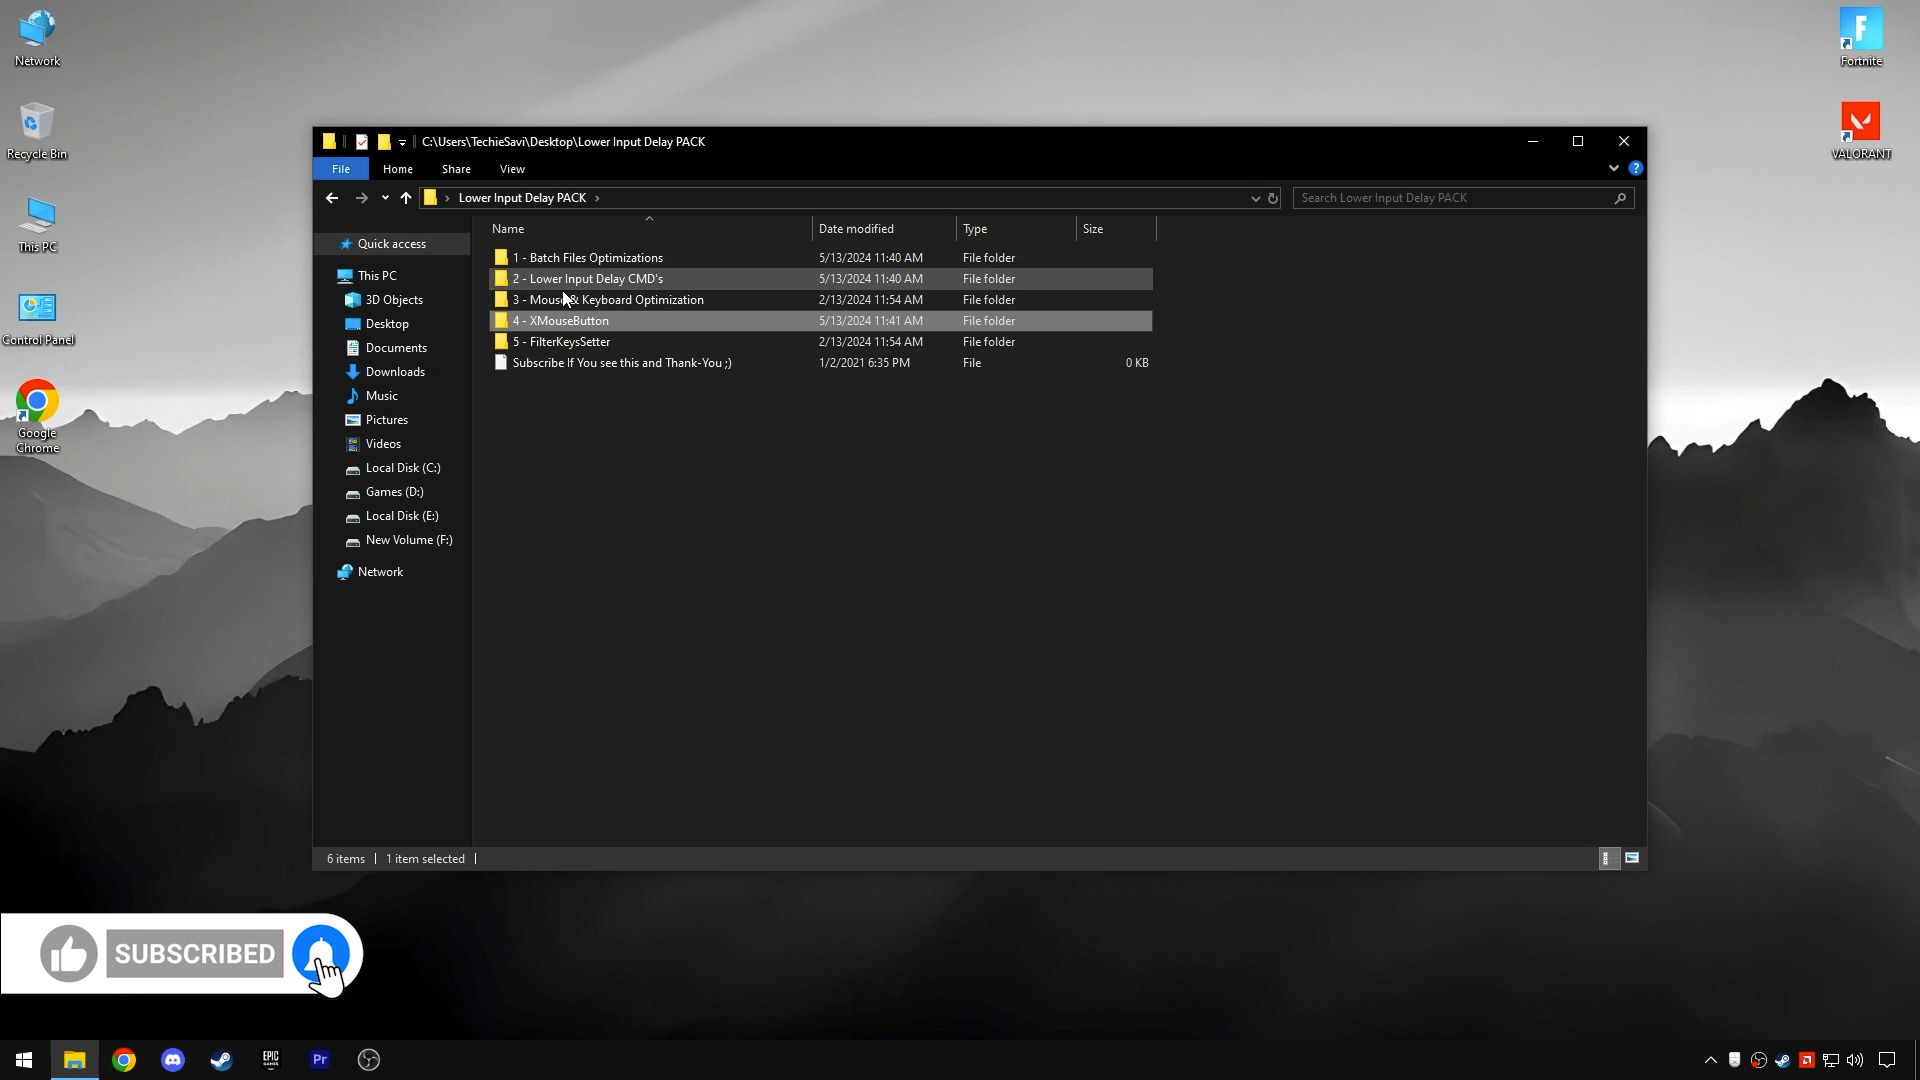 Network
Recycle Bin
This PC
Control Panel
Google
Chrome
Fortnite
VALORANT
C:\Users\TechieSavi\Desktop\Lower Input Delay PACK
File Home Share View
Lower Input Delay PACK
Search Lower Input Delay PACK
Name Date modified Type Size
Quick access
This PC
3D Objects
Desktop
Documents
Downloads
Music
Pictures
Videos
Local Disk (C:)
Games (D:)
Local Disk (E:)
New Volume (F:)
Network
1 - Batch Files Optimizations 5/13/2024 11:40 AM File folder
2 - Lower Input Delay CMD's 5/13/2024 11:40 AM File folder
3 - Mouse & Keyboard Optimization 2/13/2024 11:54 AM File folder
4 - XMouseButton 5/13/2024 11:41 AM File folder
5 - FilterKeysSetter 2/13/2024 11:54 AM File folder
Subscribe If You see this and Thank-You ;) 1/2/2021 6:35 PM File 0 KB
6 items 1 item selected
SUBSCRIBED
EPIC
GAMES
Pr